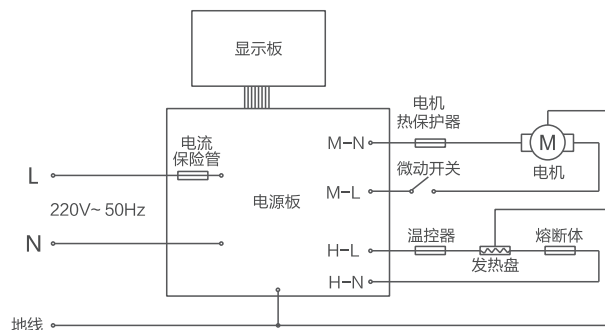 显示板
电机
热保护器
电流
保险管
M-N
M
电机
L
微动开关
M-L
220V~ 50Hz
电源板
N
温控器
熔断体
H-L
发热盘
H-N
地线